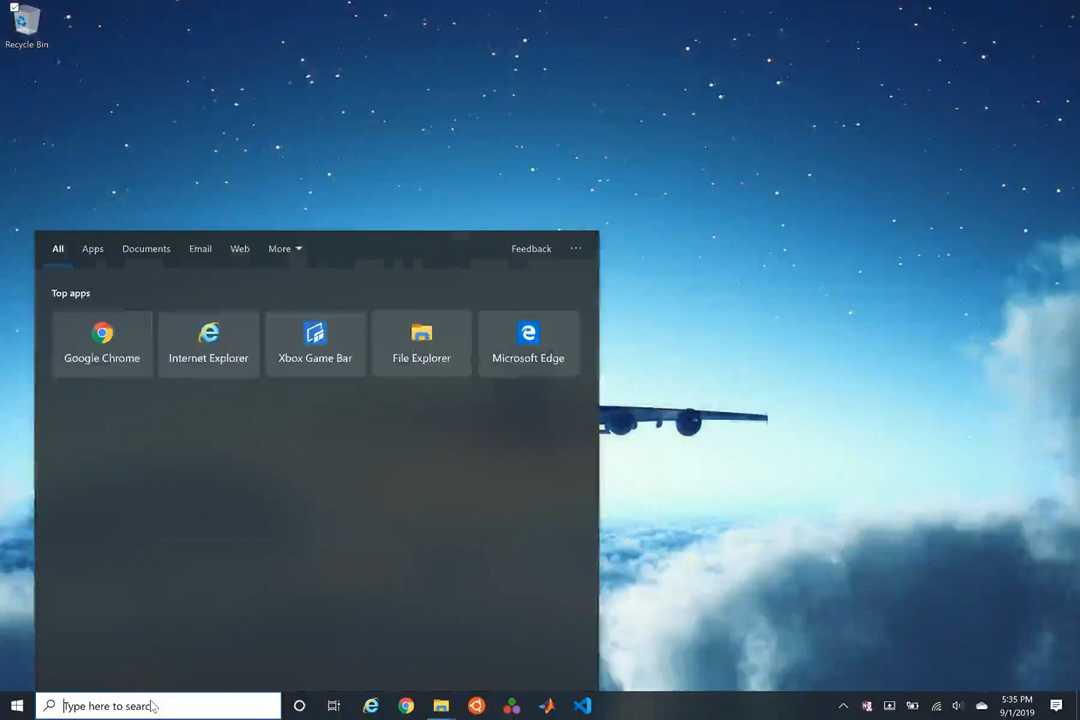 Recycle Bin
All Apps Documents Email Web More Feedback ...
Top apps
Google Chrome Internet Explorer Xbox Game Bar File Explorer Microsoft Edge
Type here to search
5:35 PM
9/1/2019